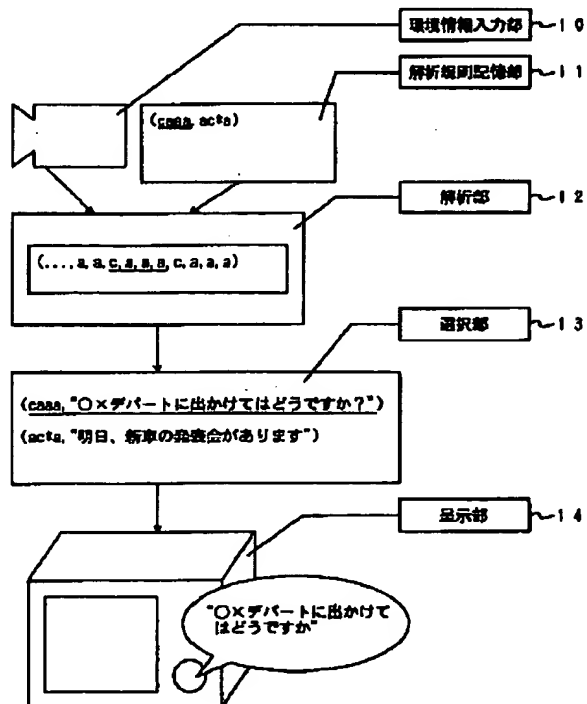 環境情報入力部 10
解析規則記憶部 11
(caaa, act*a)
解析部 12
(..., a, a, c, a, a, a, c, a, a, a)
選択部 13
(caaa, "○×デパートに出かけてはどうですか?")
(act*a, "明日、新車の発表会があります")
呈示部 14
"○×デパートに出かけて
はどうですか"